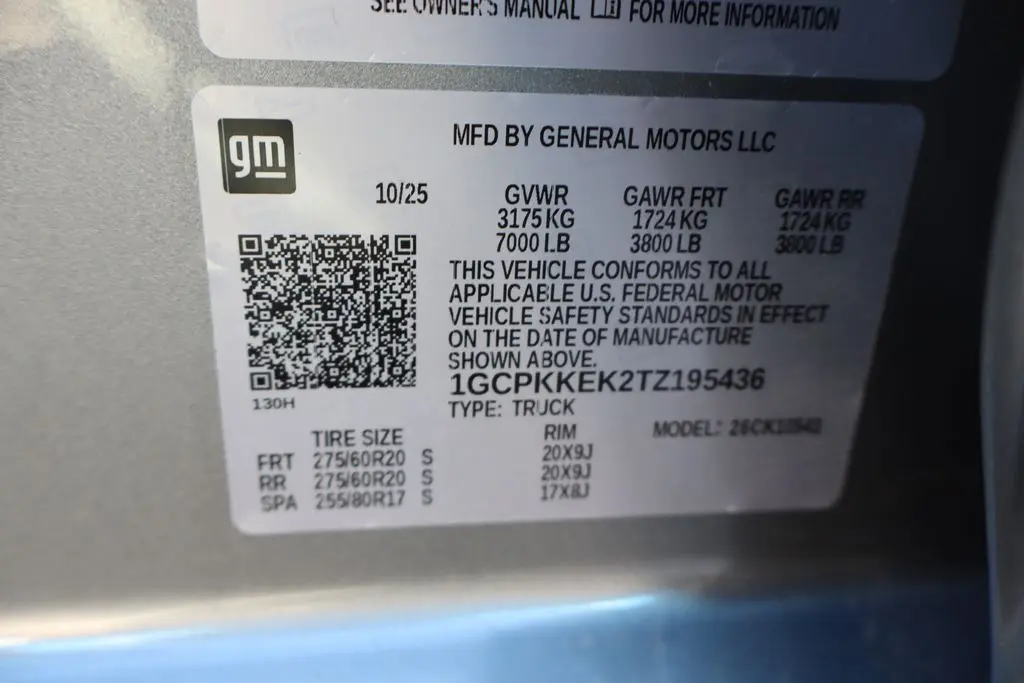 SEE OWNER'S MANUAL FOR MORE INFORMATION
gm
MFD BY GENERAL MOTORS LLC
10/25 GVWR GAWR FRT GAWR RR
3175 KG 1724 KG 1724 KG
7000 LB 3800 LB 3800 LB
THIS VEHICLE CONFORMS TO ALL
APPLICABLE U.S. FEDERAL MOTOR
VEHICLE SAFETY STANDARDS IN EFFECT
ON THE DATE OF MANUFACTURE
SHOWN ABOVE.
1GCPKKEK2TZ195436
130H
TYPE: TRUCK
TIRE SIZE RIM MODEL:
FRT 275/60R20 S 20X9J
RR 275/60R20 S 20X9J
SPA 255/80R17 S 17X8J